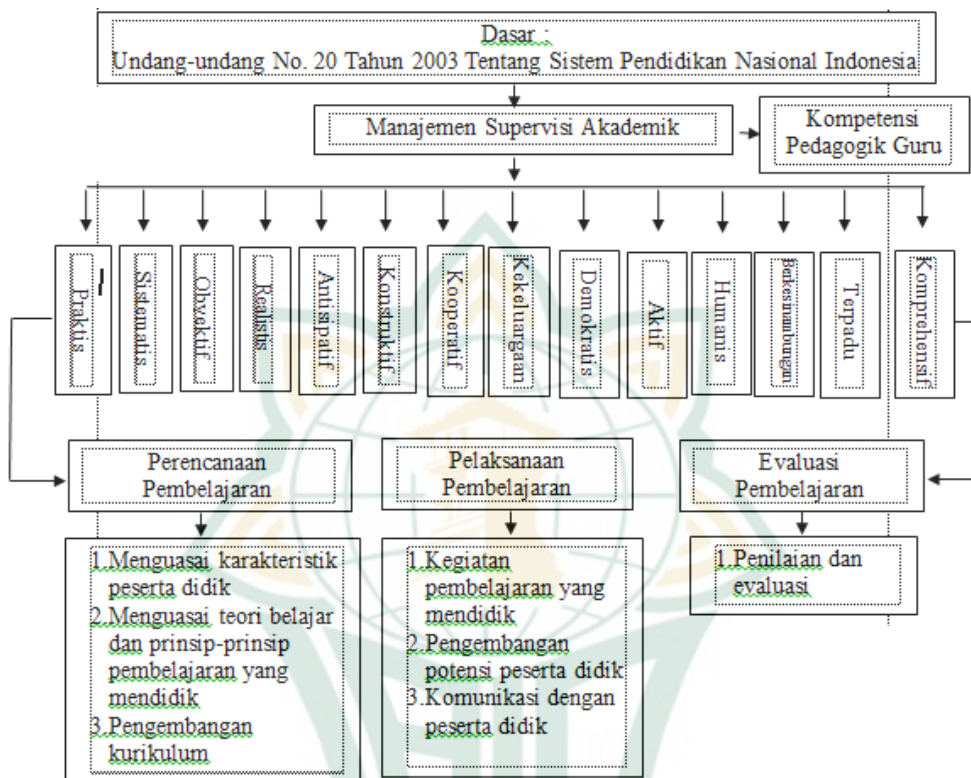 Dasar :
Undang-undang No. 20 Tahun 2003 Tentang Sistem Pendidikan Nasional Indonesia
Manajemen Supervisi Akademik
Kompetensi
Pedagogik Guru
Praktis
Sistematis
Obyektif
Realistis
Antisipatif
Konstruktif
Kooperatif
Kekeluargaan
Demokratis
Aktif
Humanis
Berkesinambungan
Terpadu
Komprehensif
Perencanaan
Pembelajaran
Pelaksanaan
Pembelajaran
Evaluasi
Pembelajaran
1.Menguasai karakteristik
peserta didik
2.Menguasai teori belajar
dan prinsip-prinsip
pembelajaran yang
mendidik
3.Pengembangan
kurikulum
1.Kegiatan
pembelajaran yang
mendidik
2.Pengembangan
potensi peserta didik
3.Komunikasi dengan
peserta didik
1.Penilaian dan
evaluasi